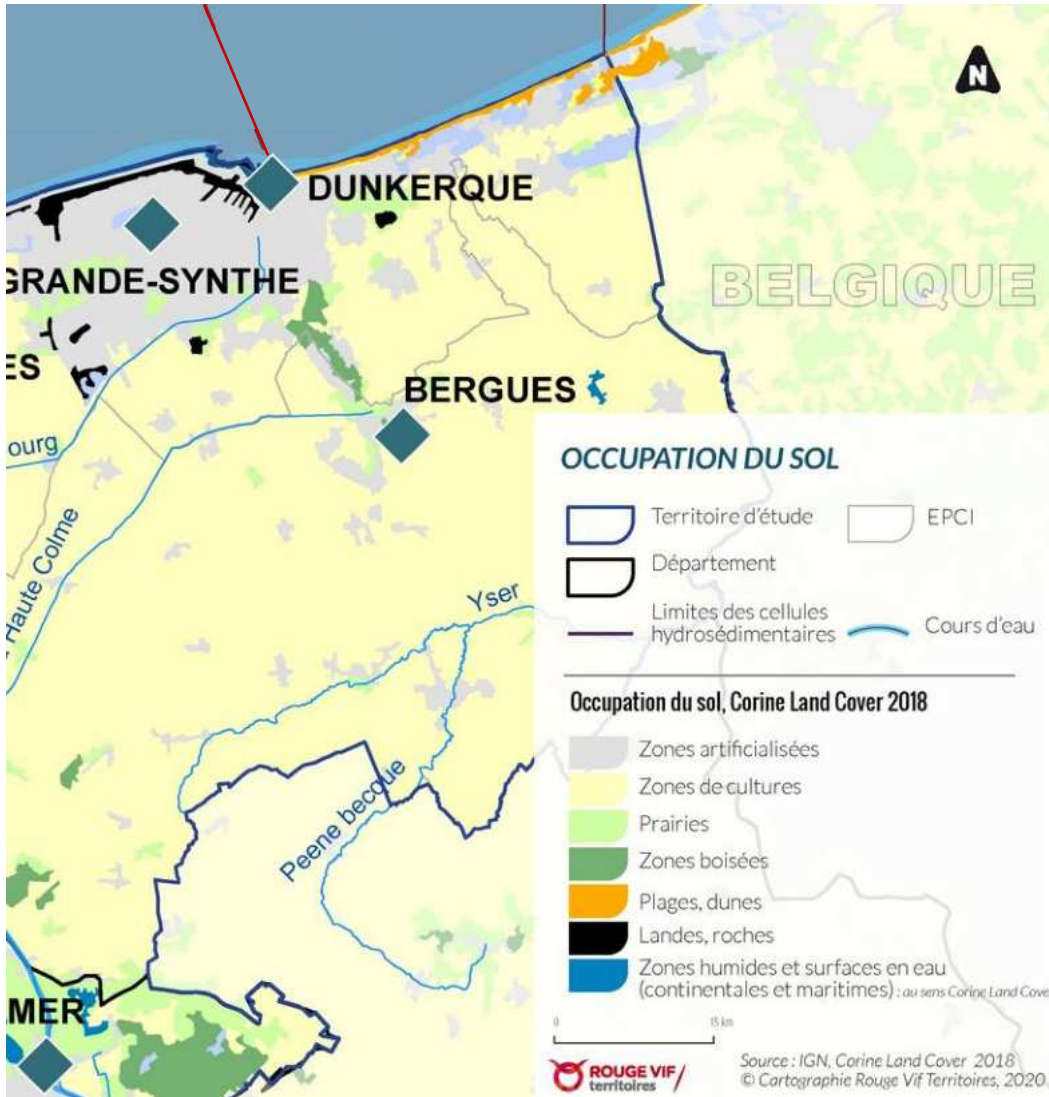 N
DUNKERQUE
GRANDE-SYNTHE
BELGIQUE
ES
BERGUES
ourg
Haute Colme
Yser
Peene becque
MER
OCCUPATION DU SOL
Territoire d'étude
EPCI
Département
Limites des cellules
hydrosédimentaires
Cours d'eau
Occupation du sol, Corine Land Cover 2018
Zones artificialisées
Zones de cultures
Prairies
Zones boisées
Plages, dunes
Landes, roches
Zones humides et surfaces en eau
(continentales et maritimes) : au sens Corine Land Cove
0 15 km
ROUGE VIF
territoires
Source : IGN, Corine Land Cover 2018
© Cartographie Rouge Vif Territoires, 2020